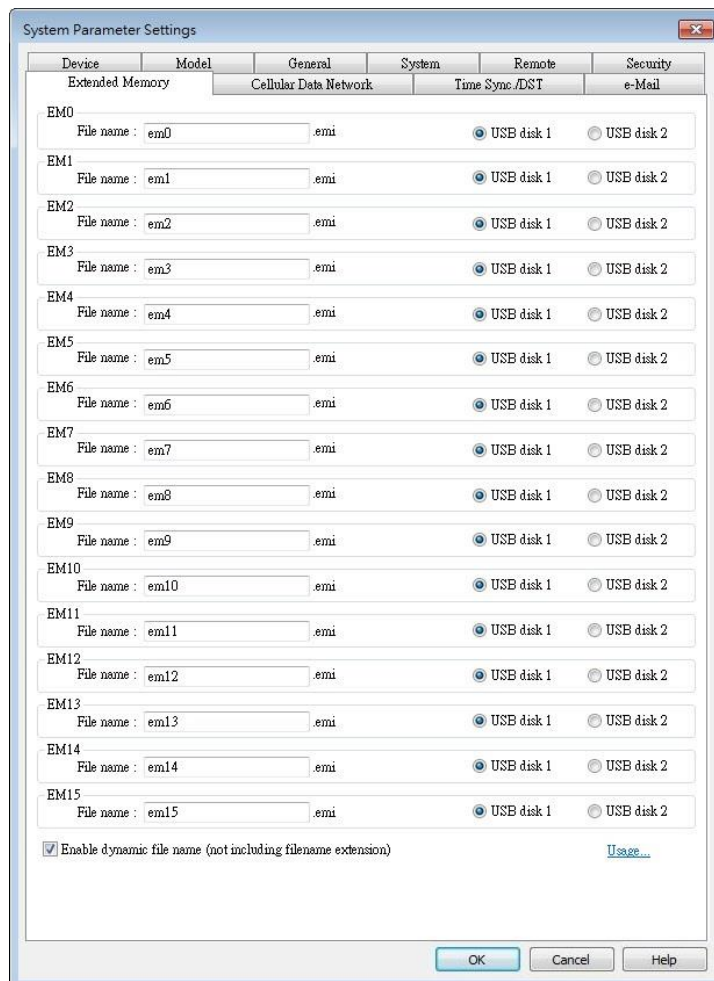 System Parameter Settings
Device Model General System Remote Security
Extended Memory Cellular Data Network Time Sync./DST e-Mail
EM0
File name : em0 .emi USB disk 1 USB disk 2
EM1
File name : em1 .emi USB disk 1 USB disk 2
EM2
File name : em2 .emi USB disk 1 USB disk 2
EM3
File name : em3 .emi USB disk 1 USB disk 2
EM4
File name : em4 .emi USB disk 1 USB disk 2
EM5
File name : em5 .emi USB disk 1 USB disk 2
EM6
File name : em6 .emi USB disk 1 USB disk 2
EM7
File name : em7 .emi USB disk 1 USB disk 2
EM8
File name : em8 .emi USB disk 1 USB disk 2
EM9
File name : em9 .emi USB disk 1 USB disk 2
EM10
File name : em10 .emi USB disk 1 USB disk 2
EM11
File name : em11 .emi USB disk 1 USB disk 2
EM12
File name : em12 .emi USB disk 1 USB disk 2
EM13
File name : em13 .emi USB disk 1 USB disk 2
EM14
File name : em14 .emi USB disk 1 USB disk 2
EM15
File name : em15 .emi USB disk 1 USB disk 2
Enable dynamic file name (not including filename extension) Usage...
OK Cancel Help